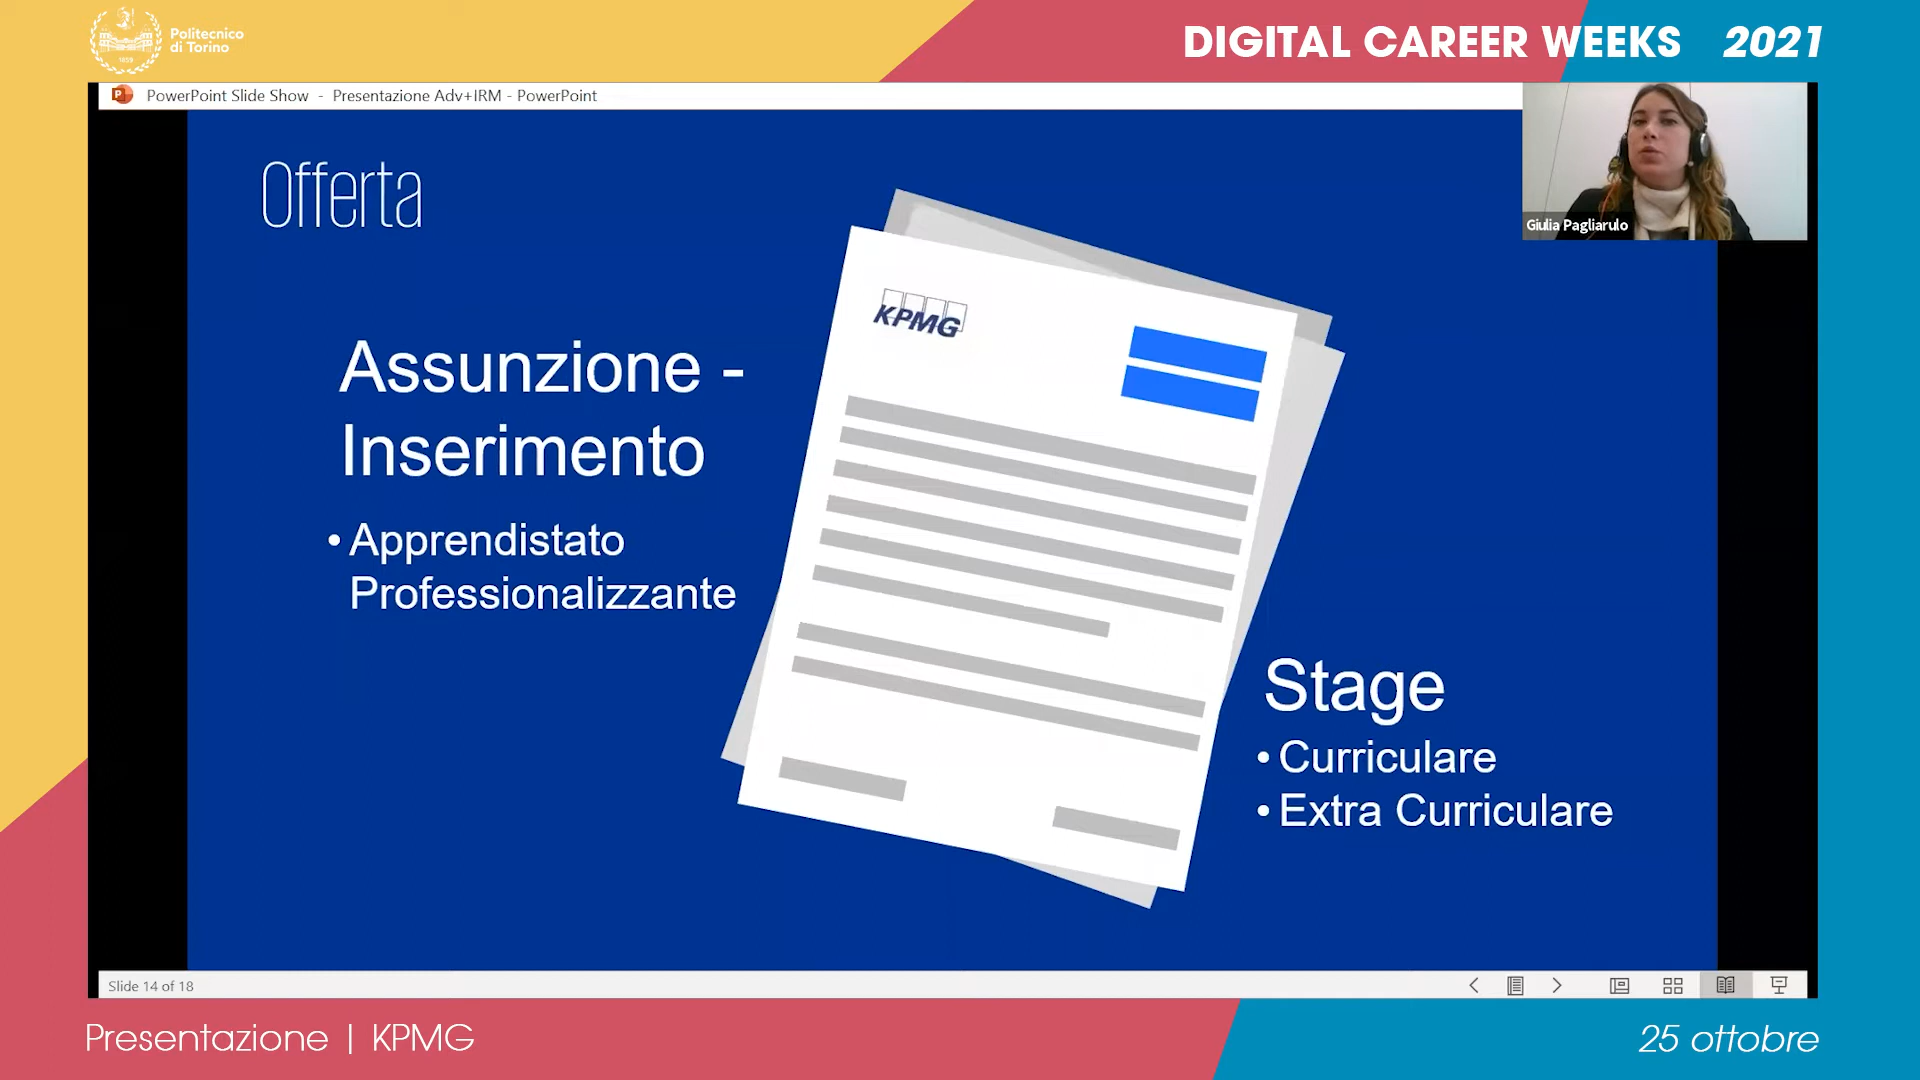 Politecnico
di Torino
1859
DIGITAL CAREER WEEKS 2021
PowerPoint Slide Show - Presentazione Adv+IRM - PowerPoint
Giulia Pagliarulo
Offerta
KPMG
Assunzione -
Inserimento
• Apprendistato
Professionalizzante
Stage
• Curriculare
• Extra Curriculare
Slide 14 of 18
Presentazione | KPMG
25 ottobre